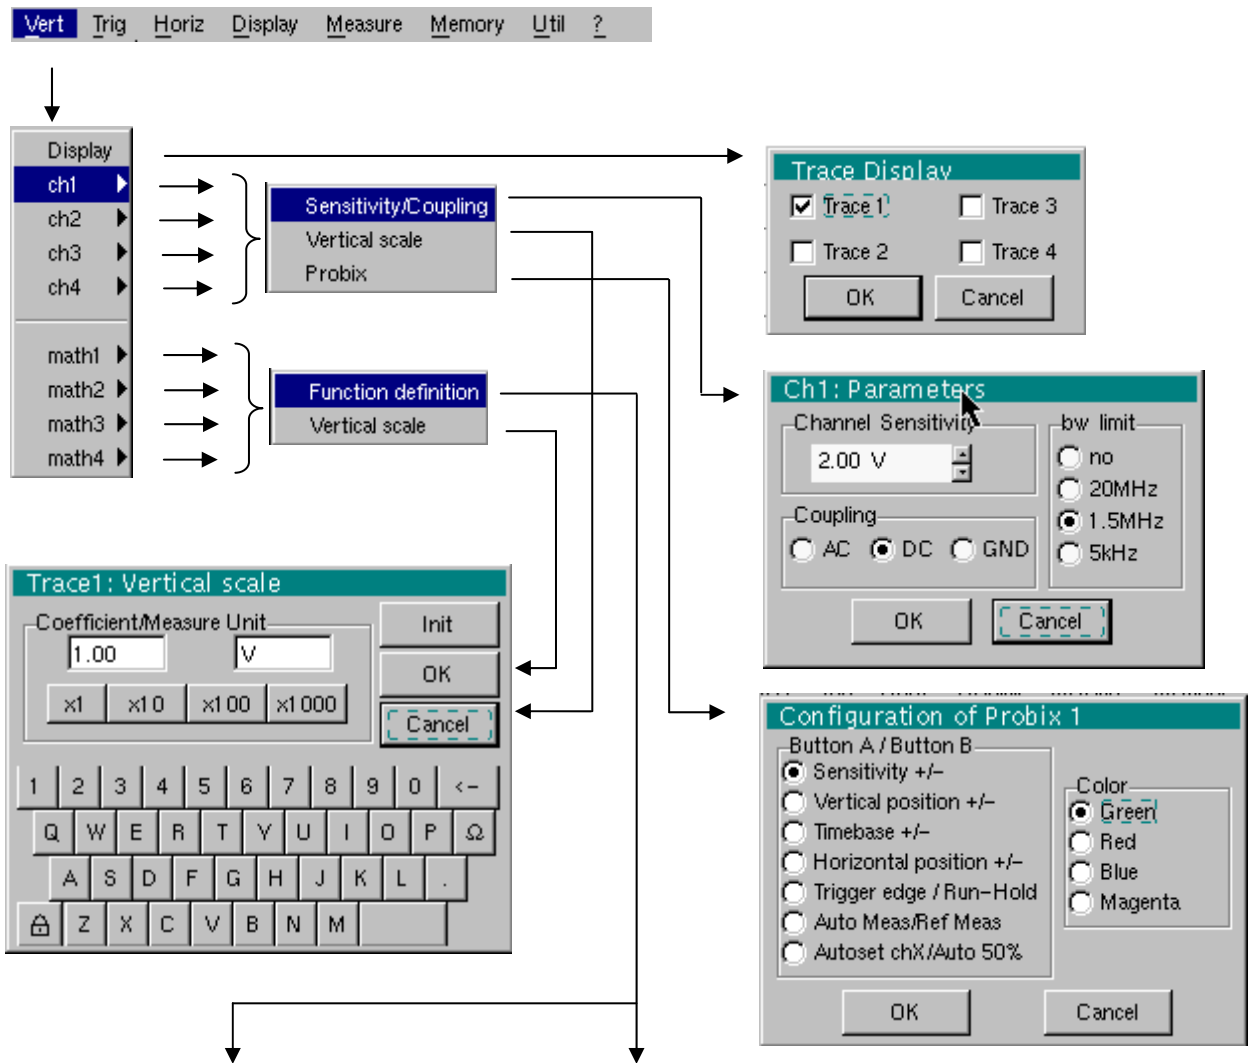 Vert Trig Horiz Display Measure Memory Util ?
Display
ch1
ch2
ch3
ch4
math1
math2
math3
math4
Sensitivity/Coupling
Vertical scale
Probix
Function definition
Vertical scale
Trace Display
Trace 1 Trace 3
Trace 2 Trace 4
OK Cancel
Ch1: Parameters
Channel Sensitivity
2.00 V
Coupling
AC DC GND
bw limit
no
20MHz
1.5MHz
5kHz
OK Cancel
Trace1: Vertical scale
Coefficient/Measure Unit
1.00 V
x1 x10 x100 x1000
Init
OK
Cancel
1 2 3 4 5 6 7 8 9 0 <-
Q W E R T Y U I O P Ω
A S D F G H J K L .
Z X C V B N M
Configuration of Probix 1
Button A / Button B
Sensitivity +/-
Vertical position +/-
Timebase +/-
Horizontal position +/-
Trigger edge / Run-Hold
Auto Meas/Ref Meas
Autoset chX/Auto 50%
Color
Green
Red
Blue
Magenta
OK Cancel